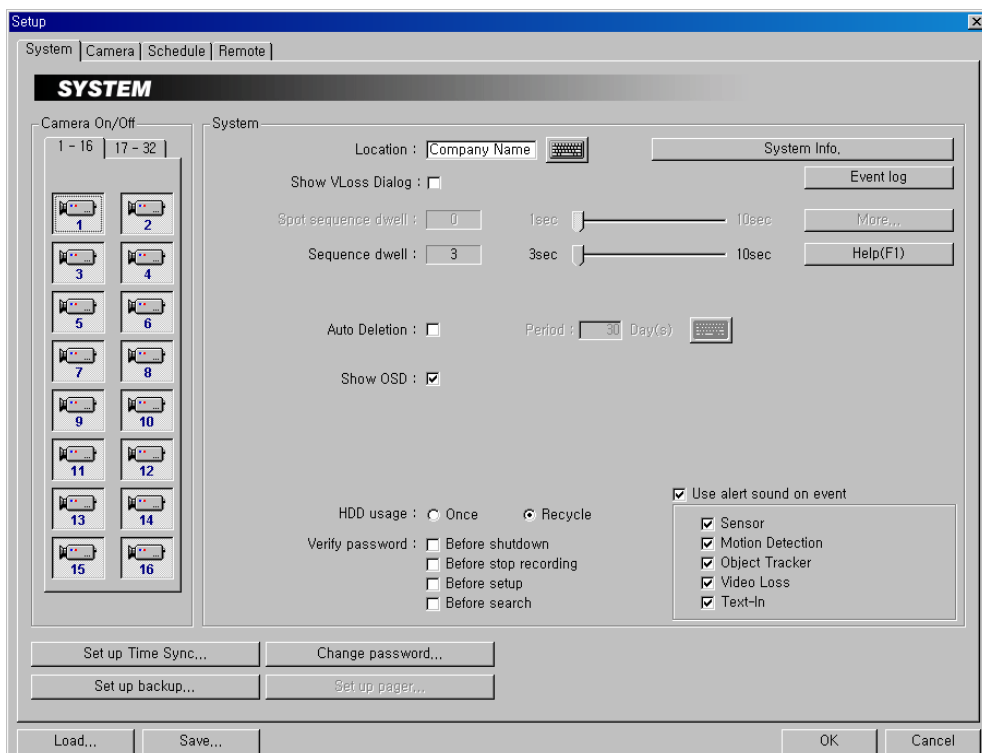 Setup
System Camera Schedule Remote
SYSTEM
Camera On/Off
1 - 16 17 - 32
1 2
3 4
5 6
7 8
9 10
11 12
13 14
15 16
System
Location : Company Name System Info,
Show VLoss Dialog : Event log
Spot sequence dwell : 0 1sec 10sec More,,,
Sequence dwell : 3 3sec 10sec Help(F1)
Auto Deletion : Period : 30 Day(s)
Show OSD :
HDD usage : Once Recycle
Verify password : Before shutdown
Before stop recording
Before setup
Before search
Use alert sound on event
Sensor
Motion Detection
Object Tracker
Video Loss
Text-In
Set up Time Sync,,, Change password,,,
Set up backup,,, Set up pager,,,
Load,,, Save,,, OK Cancel